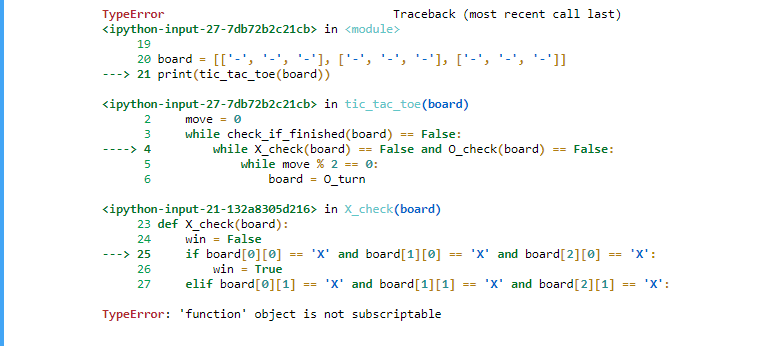 TypeError                                 Traceback (most recent call last)
<ipython-input-27-7db72b2c21cb> in <module>
     19
     20 board = [['-', '-', '-'], ['-', '-', '-'], ['-', '-', '-']]
---> 21 print(tic_tac_toe(board))
<ipython-input-27-7db72b2c21cb> in tic_tac_toe(board)
      2     move = 0
      3     while check_if_finished(board) == False:
----> 4         while X_check(board) == False and O_check(board) == False:
      5             while move % 2 == 0:
      6                 board = O_turn
<ipython-input-21-132a8305d216> in X_check(board)
     23 def X_check(board):
     24     win = False
---> 25     if board[0][0] == 'X' and board[1][0] == 'X' and board[2][0] == 'X':
     26         win = True
     27     elif board[0][1] == 'X' and board[1][1] == 'X' and board[2][1] == 'X':
TypeError: 'function' object is not subscriptable